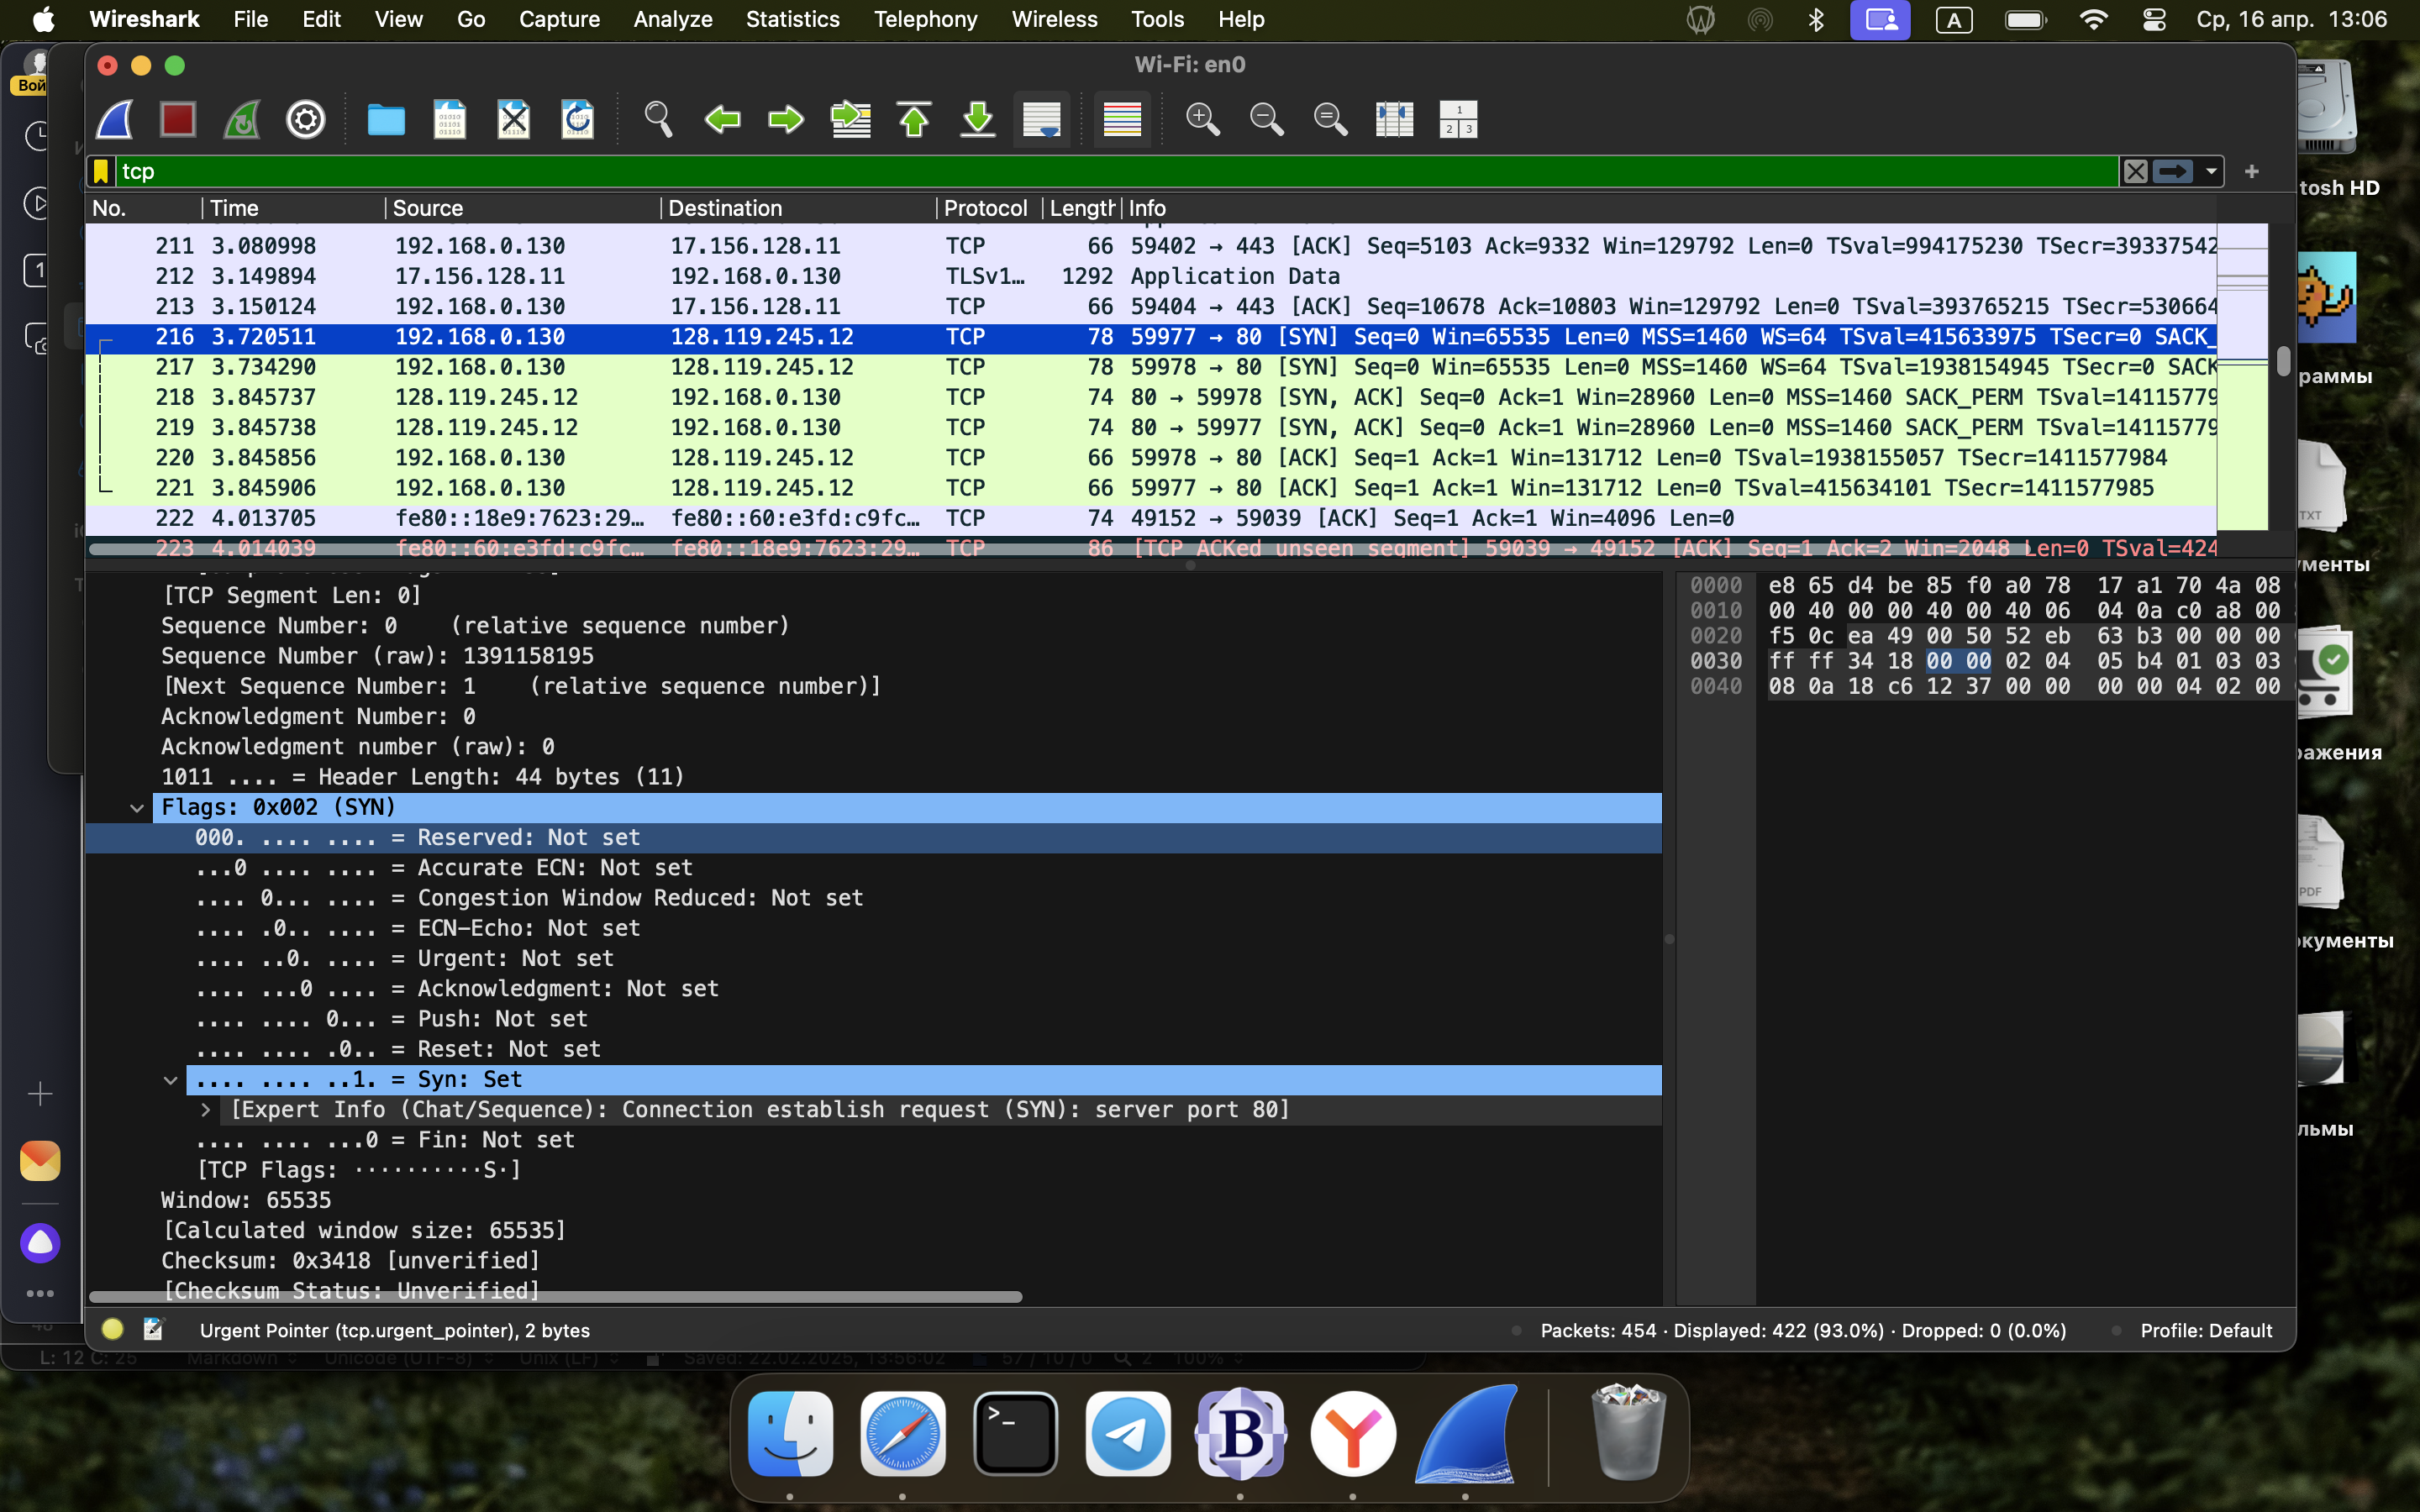 Wireshark File Edit View Go Capture Analyze Statistics Telephony Wireless Tools Help A Ср, 16 апр. 13:06
Wi-Fi: en0
Вой
tcp
No. Time Source Destination Protocol Length Info
211 3.080998 192.168.0.130 17.156.128.11 TCP 66 59402 → 443 [ACK] Seq=5103 Ack=9332 Win=129792 Len=0 TSval=994175230 TSecr=39337542
212 3.149894 17.156.128.11 192.168.0.130 TLSv1… 1292 Application Data
213 3.150124 192.168.0.130 17.156.128.11 TCP 66 59404 → 443 [ACK] Seq=10678 Ack=10803 Win=129792 Len=0 TSval=393765215 TSecr=530664
216 3.720511 192.168.0.130 128.119.245.12 TCP 78 59977 → 80 [SYN] Seq=0 Win=65535 Len=0 MSS=1460 WS=64 TSval=415633975 TSecr=0 SACK_
217 3.734290 192.168.0.130 128.119.245.12 TCP 78 59978 → 80 [SYN] Seq=0 Win=65535 Len=0 MSS=1460 WS=64 TSval=1938154945 TSecr=0 SACK
218 3.845737 128.119.245.12 192.168.0.130 TCP 74 80 → 59978 [SYN, ACK] Seq=0 Ack=1 Win=28960 Len=0 MSS=1460 SACK_PERM TSval=14115779
219 3.845738 128.119.245.12 192.168.0.130 TCP 74 80 → 59977 [SYN, ACK] Seq=0 Ack=1 Win=28960 Len=0 MSS=1460 SACK_PERM TSval=14115779
220 3.845856 192.168.0.130 128.119.245.12 TCP 66 59978 → 80 [ACK] Seq=1 Ack=1 Win=131712 Len=0 TSval=1938155057 TSecr=1411577984
221 3.845906 192.168.0.130 128.119.245.12 TCP 66 59977 → 80 [ACK] Seq=1 Ack=1 Win=131712 Len=0 TSval=415634101 TSecr=1411577985
222 4.013705 fe80::18e9:7623:29… fe80::60:e3fd:c9fc… TCP 74 49152 → 59039 [ACK] Seq=1 Ack=1 Win=4096 Len=0
223 4.014039 fe80::60:e3fd:c9fc… fe80::18e9:7623:29… TCP 86 [TCP ACKed unseen segment] 59039 → 49152 [ACK] Seq=1 Ack=2 Win=2048 Len=0 TSval=424
[TCP Segment Len: 0]
Sequence Number: 0 (relative sequence number)
Sequence Number (raw): 1391158195
[Next Sequence Number: 1 (relative sequence number)]
Acknowledgment Number: 0
Acknowledgment number (raw): 0
1011 .... = Header Length: 44 bytes (11)
Flags: 0x002 (SYN)
000. .... .... = Reserved: Not set
...0 .... .... = Accurate ECN: Not set
.... 0... .... = Congestion Window Reduced: Not set
.... .0.. .... = ECN-Echo: Not set
.... ..0. .... = Urgent: Not set
.... ...0 .... = Acknowledgment: Not set
.... .... 0... = Push: Not set
.... .... .0.. = Reset: Not set
.... .... ..1. = Syn: Set
[Expert Info (Chat/Sequence): Connection establish request (SYN): server port 80]
.... .... ...0 = Fin: Not set
[TCP Flags: ··········S·]
Window: 65535
[Calculated window size: 65535]
Checksum: 0x3418 [unverified]
[Checksum Status: Unverified]
0000 e8 65 d4 be 85 f0 a0 78 17 a1 70 4a 08
0010 00 40 00 00 40 00 40 06 04 0a c0 a8 00
0020 f5 0c ea 49 00 50 52 eb 63 b3 00 00 00
0030 ff ff 34 18 00 00 02 04 05 b4 01 03 03
0040 08 0a 18 c6 12 37 00 00 00 00 04 02 00
Urgent Pointer (tcp.urgent_pointer), 2 bytes Packets: 454 · Displayed: 422 (93.0%) · Dropped: 0 (0.0%) Profile: Default
L: 12 C: 25 Markdown Unicode (UTF-8) Unix (LF) Saved: 22.02.2025, 13:56:02 57 / 10 / 0 2 100%
tosh HD
раммы
TXT
менты
ражения
PDF
окументы
льмы